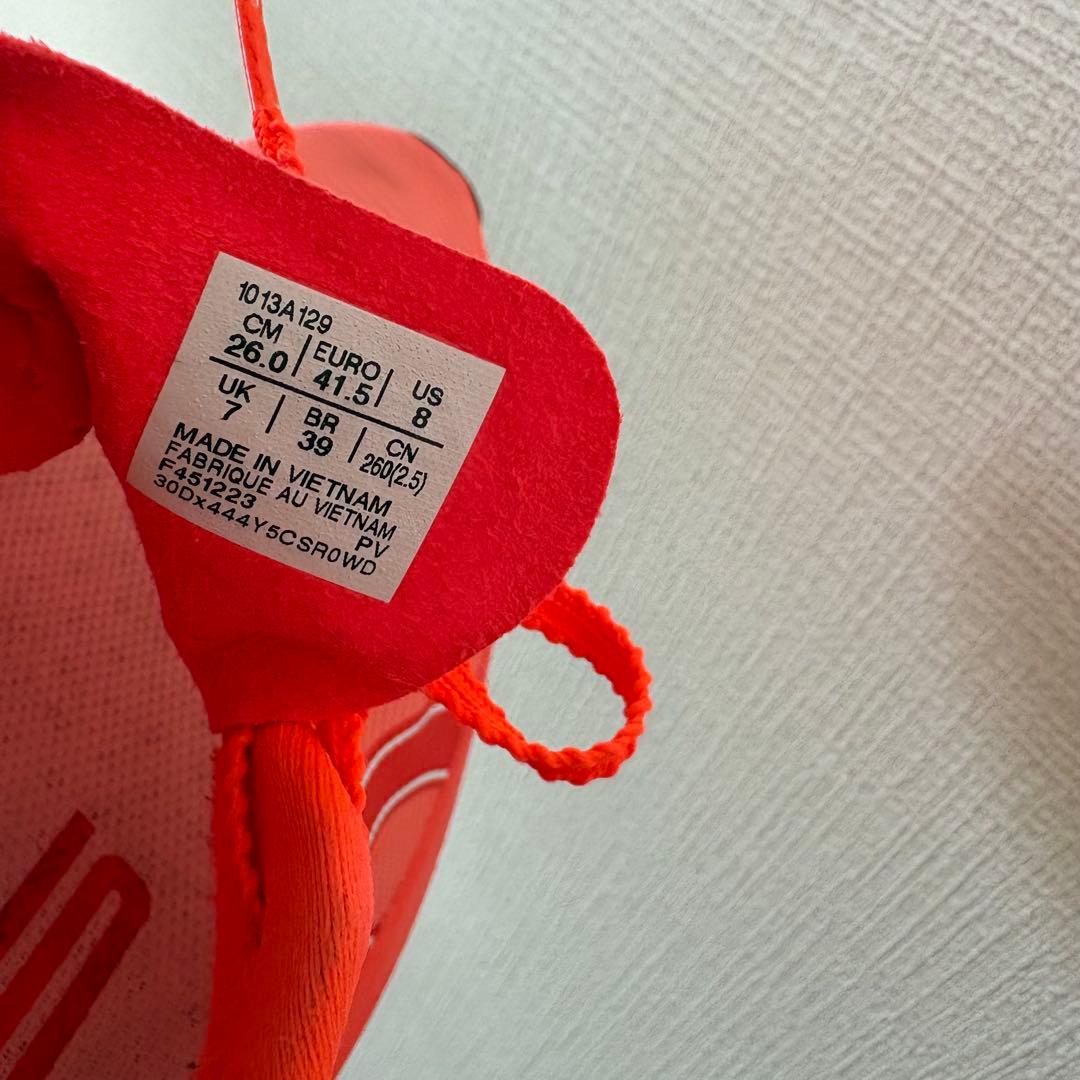 1013A129
CM | EURO | US
26.0 41.5 8
UK | BR | CN
7 39 260(2.5)
MADE IN VIETNAM
FABRIQUE AU VIETNAM
F451223 PV
30Dx444Y5CSR0WD